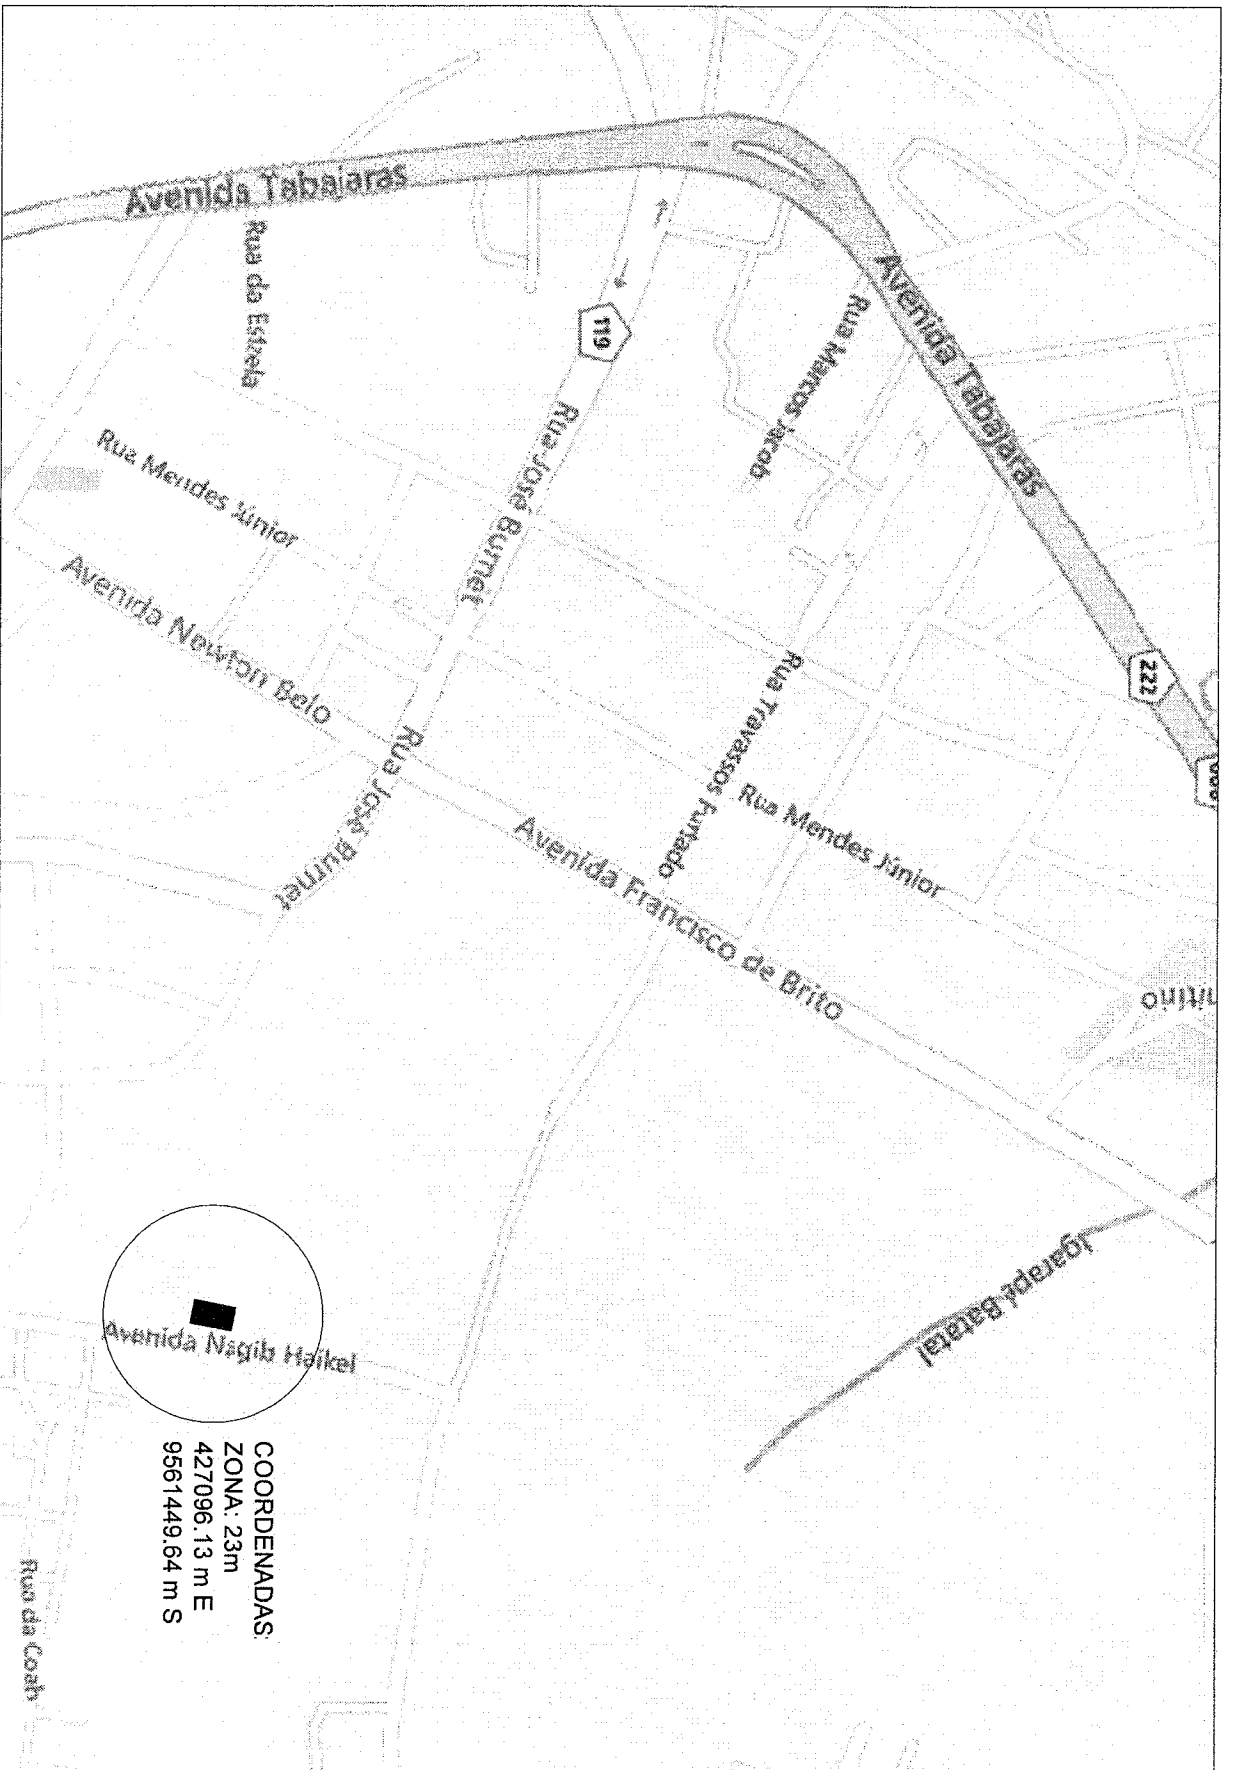 Avenida Tabajaras
Rua da Estrela
119
Rua José Burnet
Rua Marcos Jacob
Avenida Tabajaras
222
Rua Mendes Júnior
Avenida Newton Belo
Rua José Burnet
Rua Travassos Furtado
Rua Mendes Júnior
Avenida Francisco de Brito
Igarapé Batatal
Avenida Nagib Haikel
COORDENADAS:
ZONA: 23m
427096.13 m E
9561449.64 m S
Rua da Coab